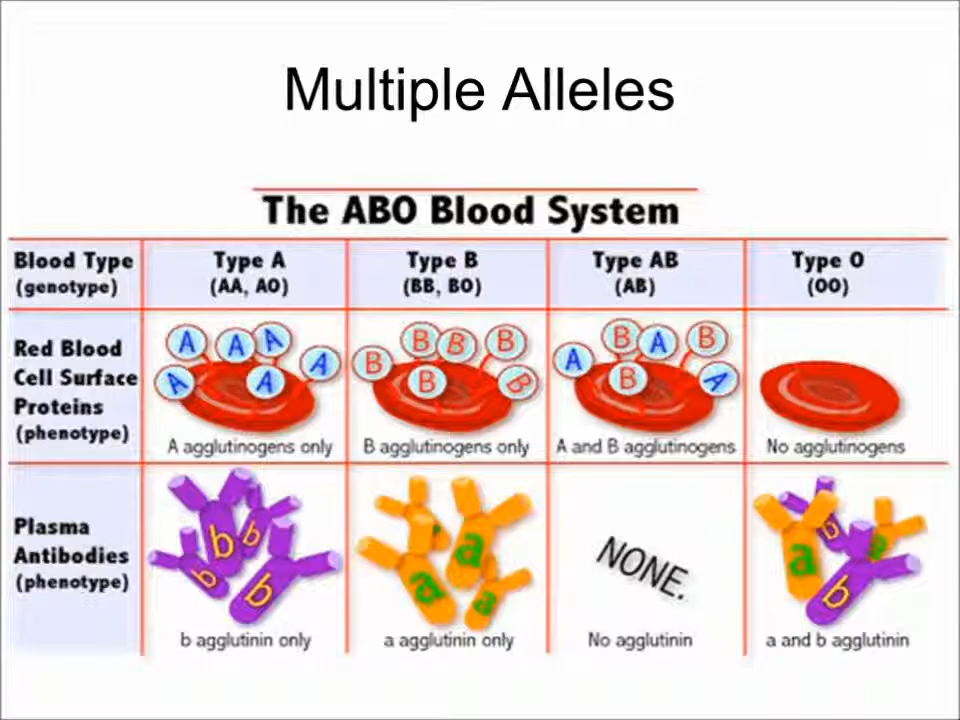 Multiple Alleles
The ABO Blood System
Blood Type
(genotype)
Type A
(AA, AO)
Type B
(BB, BO)
Type AB
(AB)
Type O
(OO)
Red Blood
Cell Surface
Proteins
(phenotype)
A A A A A A
A agglutinogens only
B B B B B B
B agglutinogens only
A B A B B A
A and B agglutinogens
No agglutinogens
Plasma
Antibodies
(phenotype)
b b b b
b agglutinin only
a a a
a agglutinin only
NONE.
No agglutinin
a b a b
a and b agglutinin